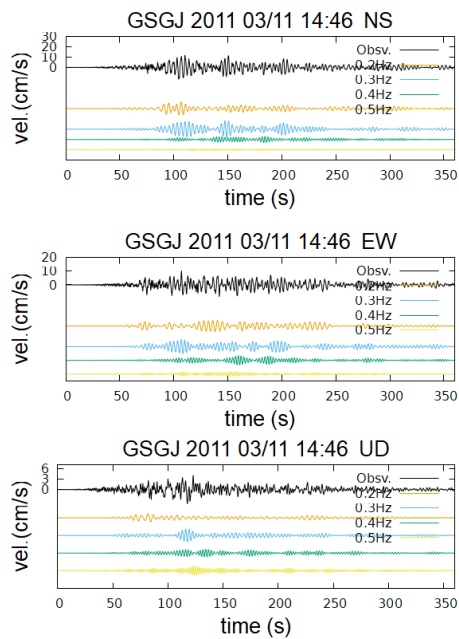 GSGJ 2011 03/11 14:46 NS
30
20
10
0
vel.(cm/s)
Obsv.
0.2Hz
0.3Hz
0.4Hz
0.5Hz
0 50 100 150 200 250 300 350
time (s)
GSGJ 2011 03/11 14:46 EW
20
10
0
vel.(cm/s)
Obsv.
0.2Hz
0.3Hz
0.4Hz
0.5Hz
0 50 100 150 200 250 300 350
time (s)
GSGJ 2011 03/11 14:46 UD
6
3
0
vel.(cm/s)
Obsv.
0.2Hz
0.3Hz
0.4Hz
0.5Hz
0 50 100 150 200 250 300 350
time (s)